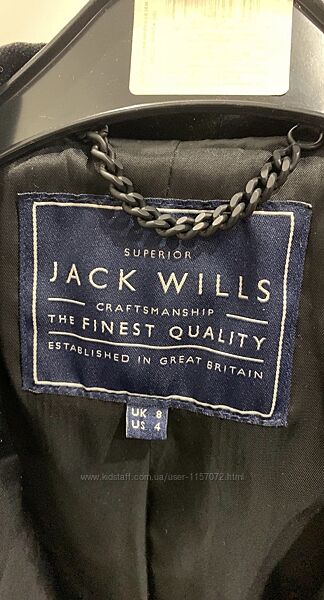 SUPERIOR
JACK WILLS
CRAFTSMANSHIP
THE FINEST QUALITY
ESTABLISHED IN GREAT BRITAIN
UK 8
US 4
www.kidstaff.com.ua/user-1157072.html